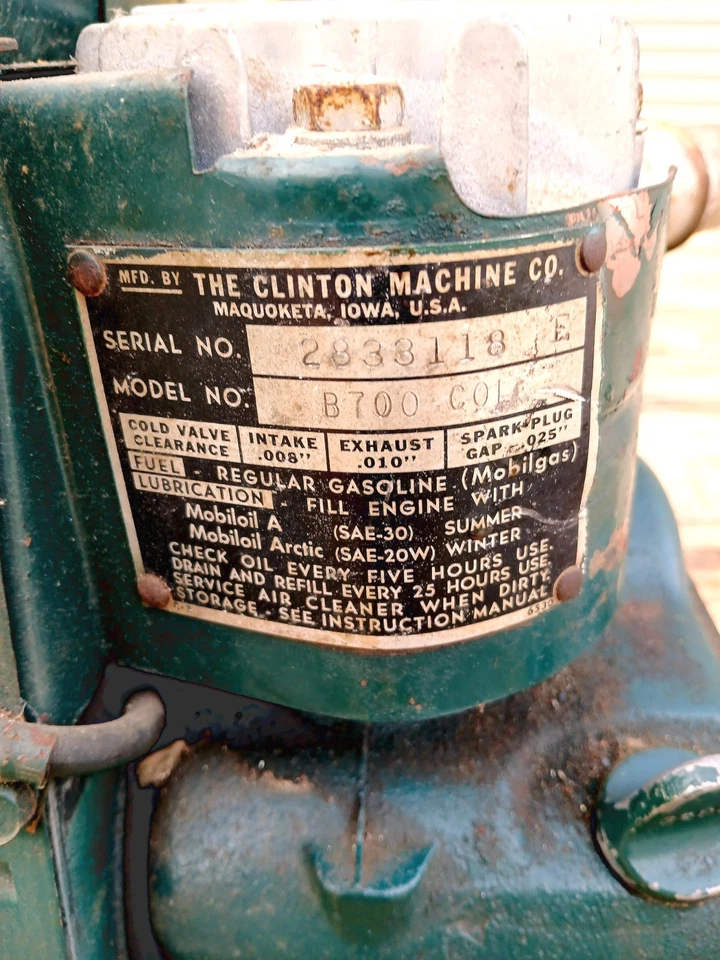 MFD. BY THE CLINTON MACHINE CO.
MAQUOKETA, IOWA, U.S.A.
SERIAL NO. 2833118 E
MODEL NO. B700
COLD VALVE CLEARANCE INTAKE .008" EXHAUST .010" SPARK PLUG GAP .025"
FUEL - REGULAR GASOLINE (Mobilgas)
LUBRICATION - FILL ENGINE WITH
Mobiloil A (SAE-30) SUMMER
Mobiloil Arctic (SAE-20W) WINTER
CHECK OIL EVERY FIVE HOURS USE.
DRAIN AND REFILL EVERY 25 HOURS USE.
SERVICE AIR CLEANER WHEN DIRTY.
STORAGE - SEE INSTRUCTION MANUAL